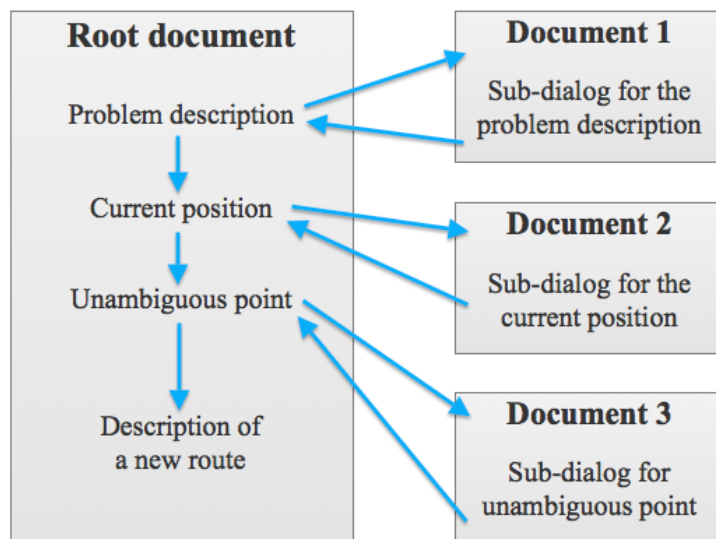 Root document
Problem description
Current position
Unambiguous point
Description of
a new route
Document 1
Sub-dialog for the
problem description
Document 2
Sub-dialog for the
current position
Document 3
Sub-dialog for
unambiguous point